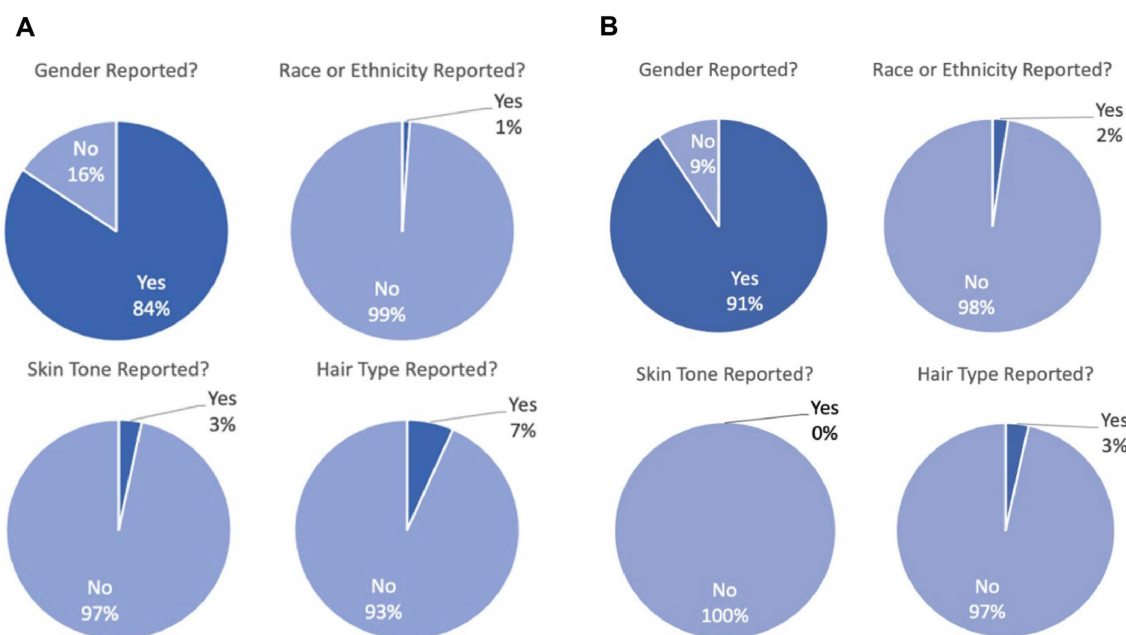 A
Gender Reported?
No
16%
Yes
84%
Race or Ethnicity Reported?
Yes
1%
No
99%
Skin Tone Reported?
Yes
3%
No
97%
Hair Type Reported?
Yes
7%
No
93%
B
Gender Reported?
No
9%
Yes
91%
Race or Ethnicity Reported?
Yes
2%
No
98%
Skin Tone Reported?
Yes
0%
No
100%
Hair Type Reported?
Yes
3%
No
97%